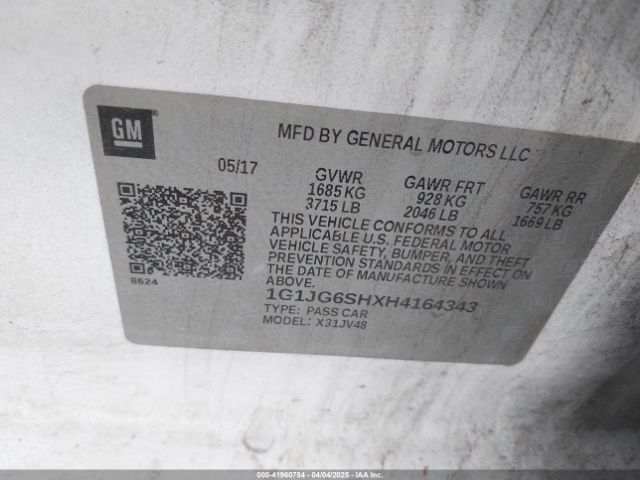 GM
MFD BY GENERAL MOTORS LLC
05/17
GVWR
1685 KG
3715 LB
GAWR FRT
928 KG
2046 LB
GAWR RR
757 KG
1669 LB
THIS VEHICLE CONFORMS TO ALL
APPLICABLE U.S. FEDERAL MOTOR
VEHICLE SAFETY, BUMPER, AND THEFT
PREVENTION STANDARDS IN EFFECT ON
THE DATE OF MANUFACTURE SHOWN
ABOVE.
8624
1G1JG6SHXH4164343
TYPE: PASS CAR
MODEL: X31JV48
000-41960784 - 04/04/2025 - IAA Inc.